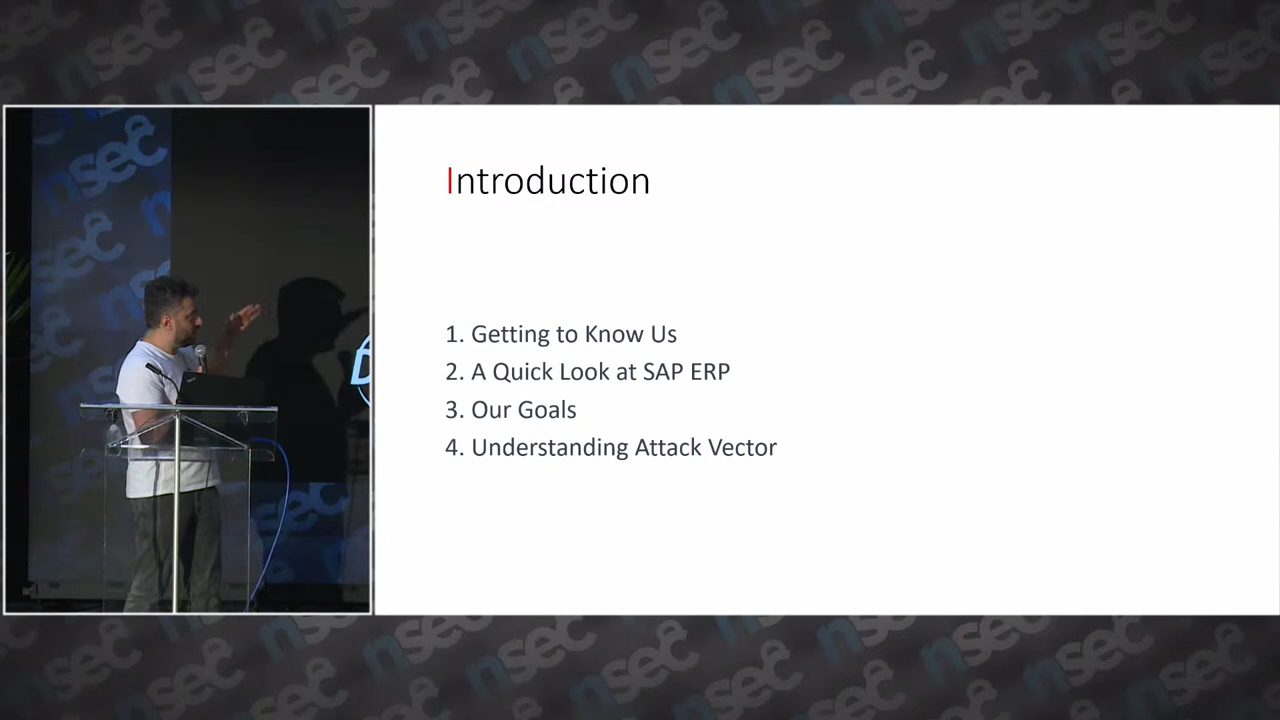 Introduction
1. Getting to Know Us
2. A Quick Look at SAP ERP
3. Our Goals
4. Understanding Attack Vector
nsec